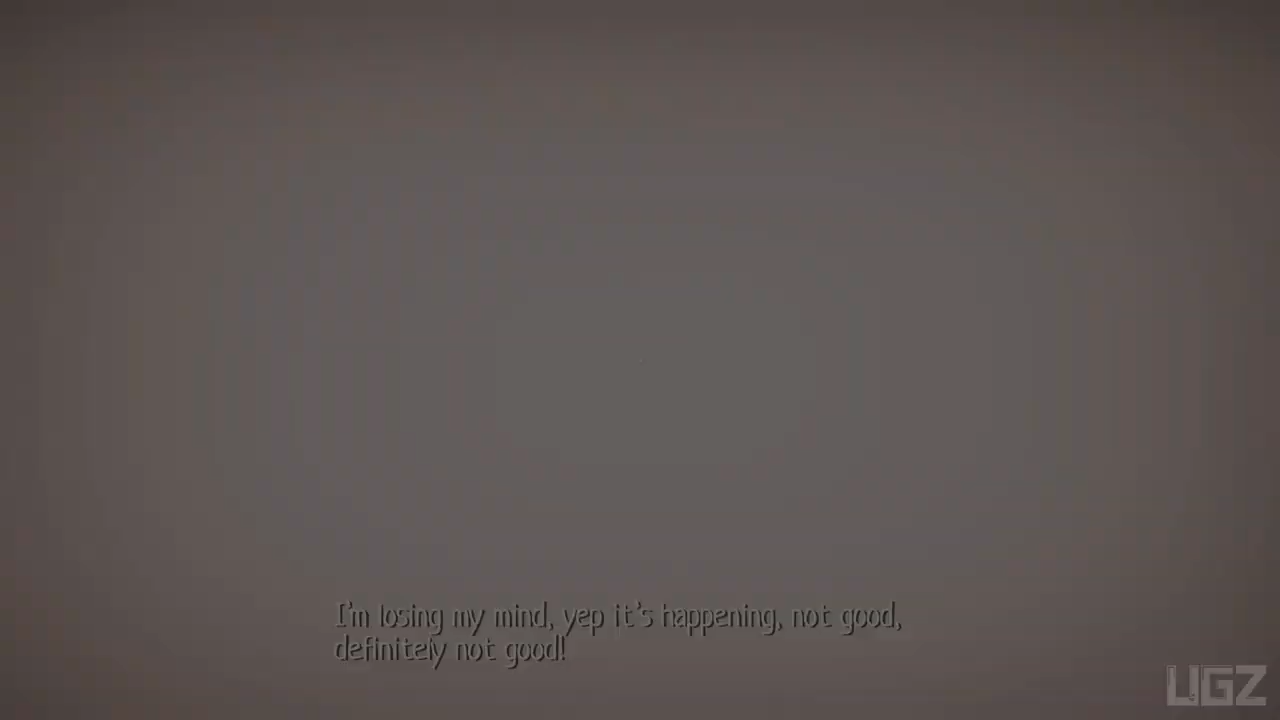 I'm losing my mind, yep it's happening, not good,
definitely not good!
UGZ